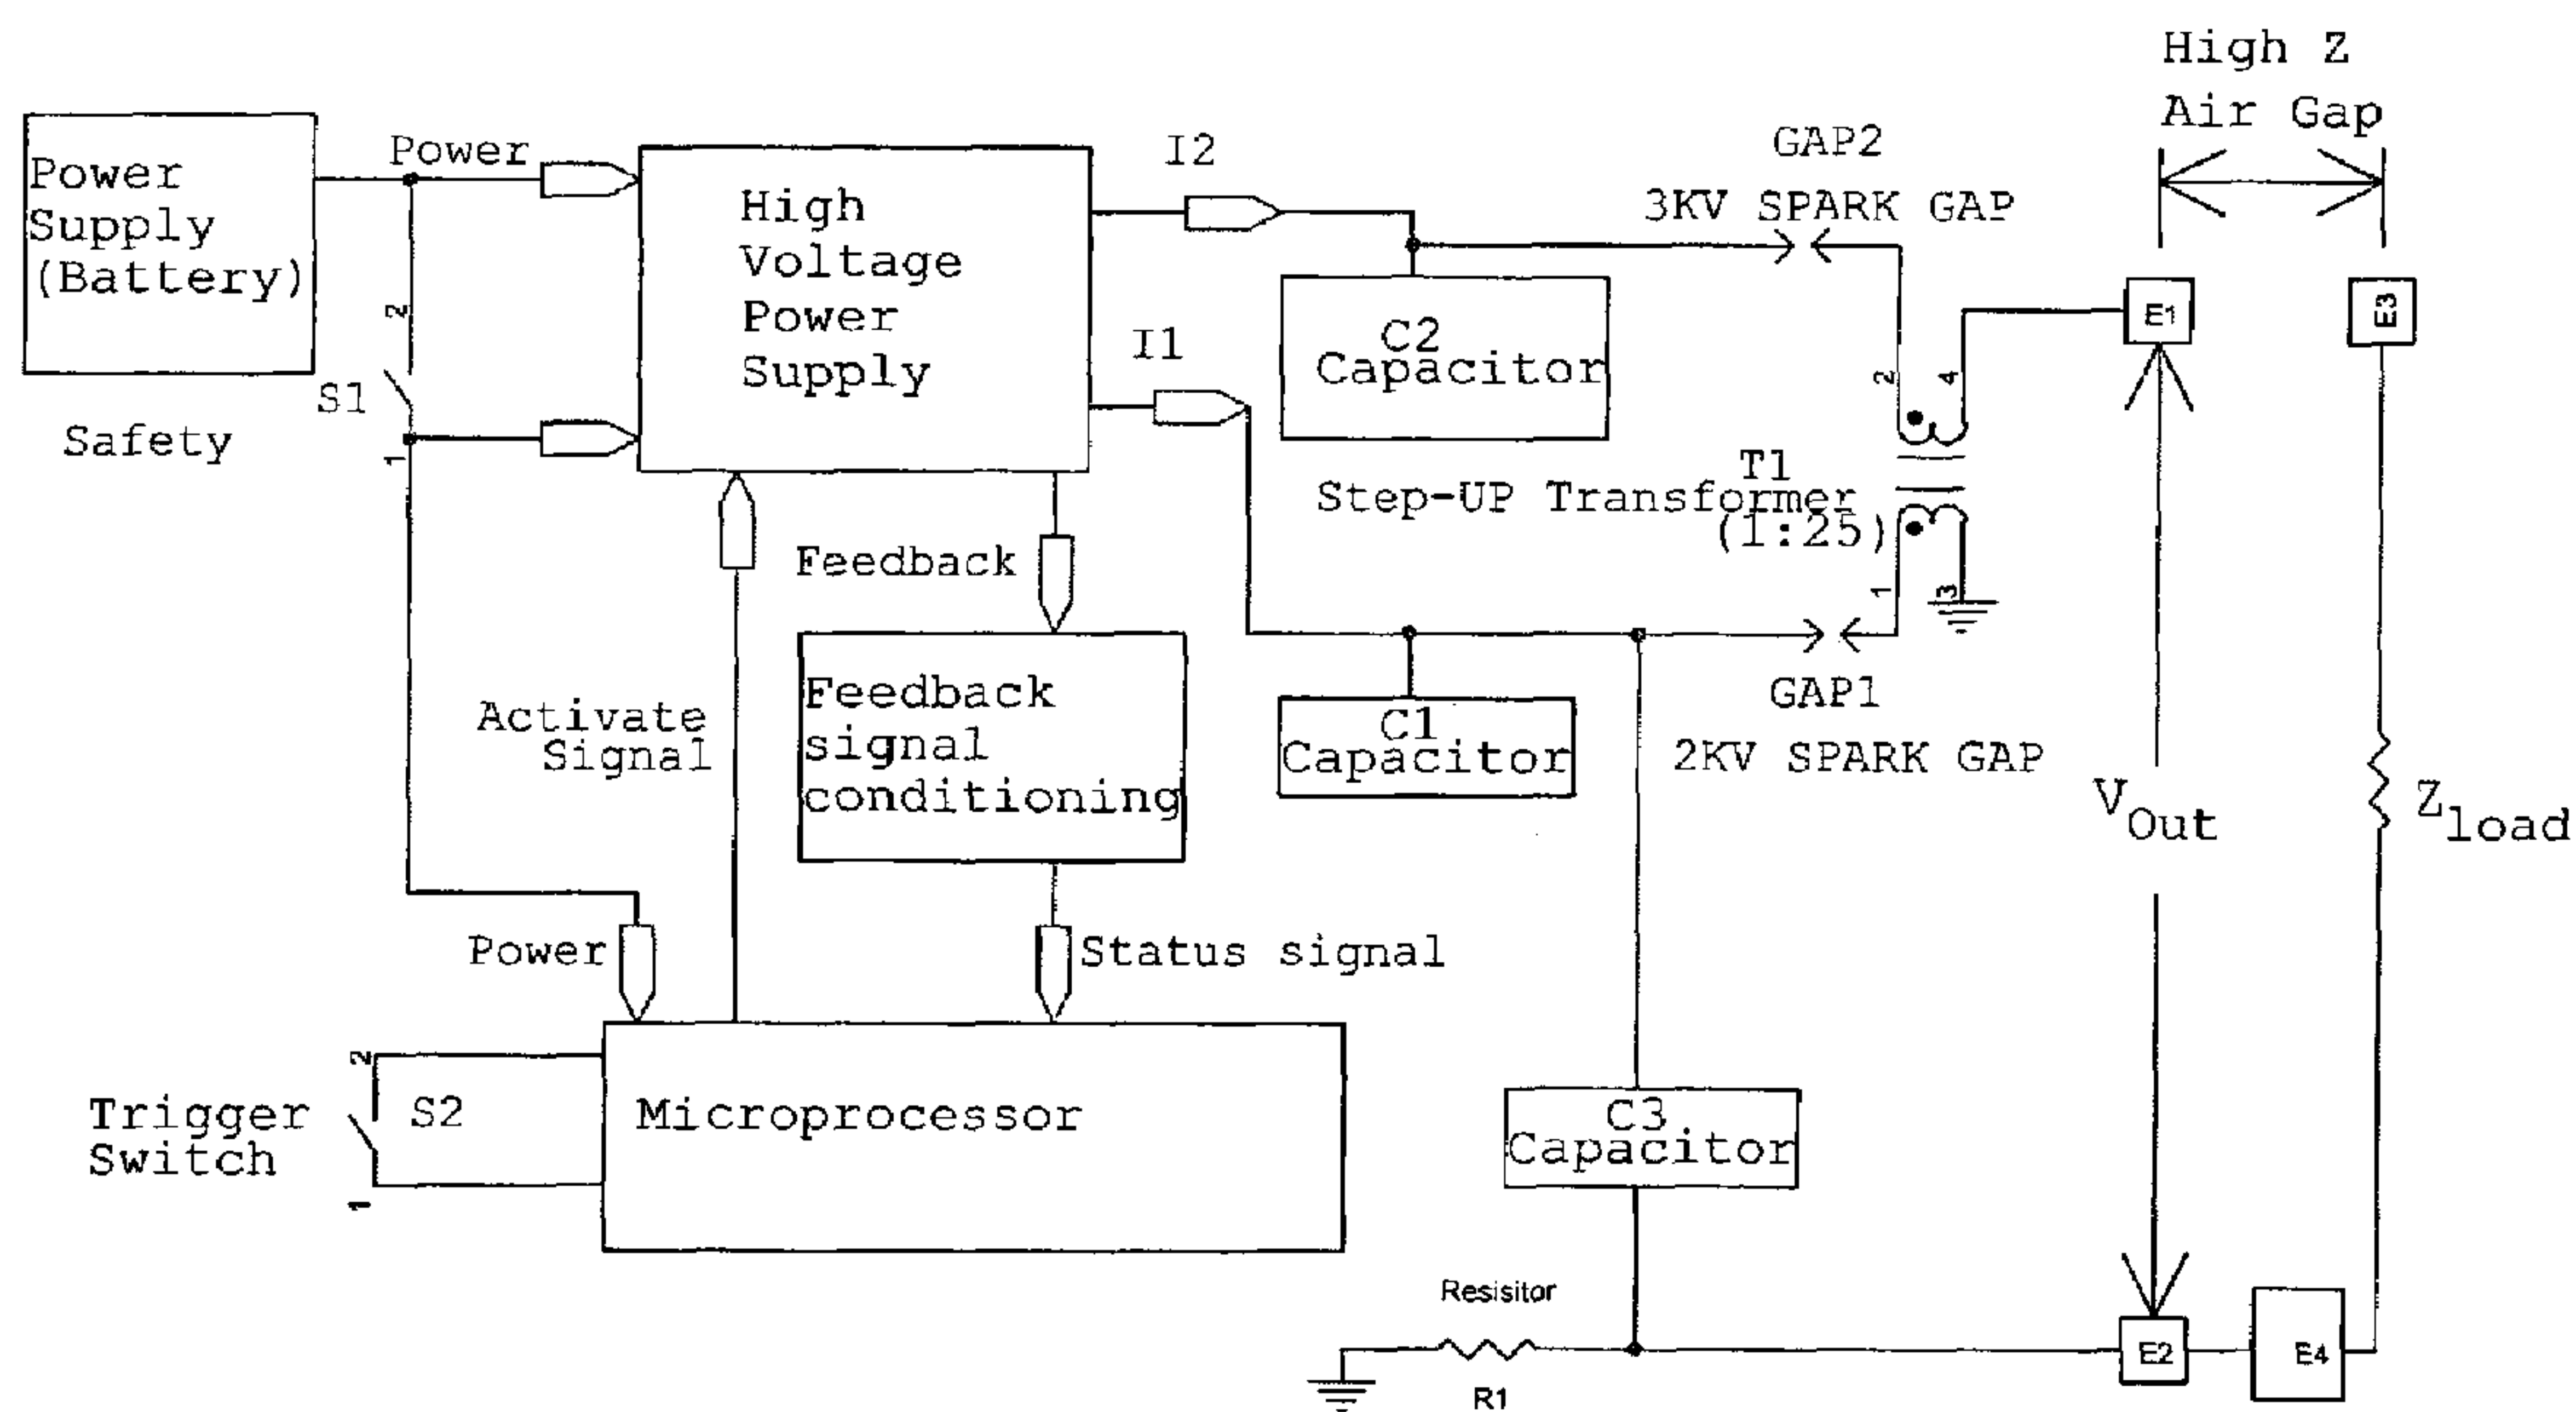 High Z
Air Gap
Power
Supply
(Battery)
Power
2
S1
Safety
1
High
Voltage
Power
Supply
I2
I1
GAP2
3KV SPARK GAP
C2
Capacitor
E1
E3
2
4
T1
Step-UP Transformer
(1:25)
1
3
Feedback
Feedback
signal
conditioning
Activate
Signal
C1
Capacitor
GAP1
2KV SPARK GAP
VOut
Zload
Power
Status signal
2
Trigger
Switch
S2
1
Microprocessor
C3
Capacitor
Resisitor
R1
E2
E4